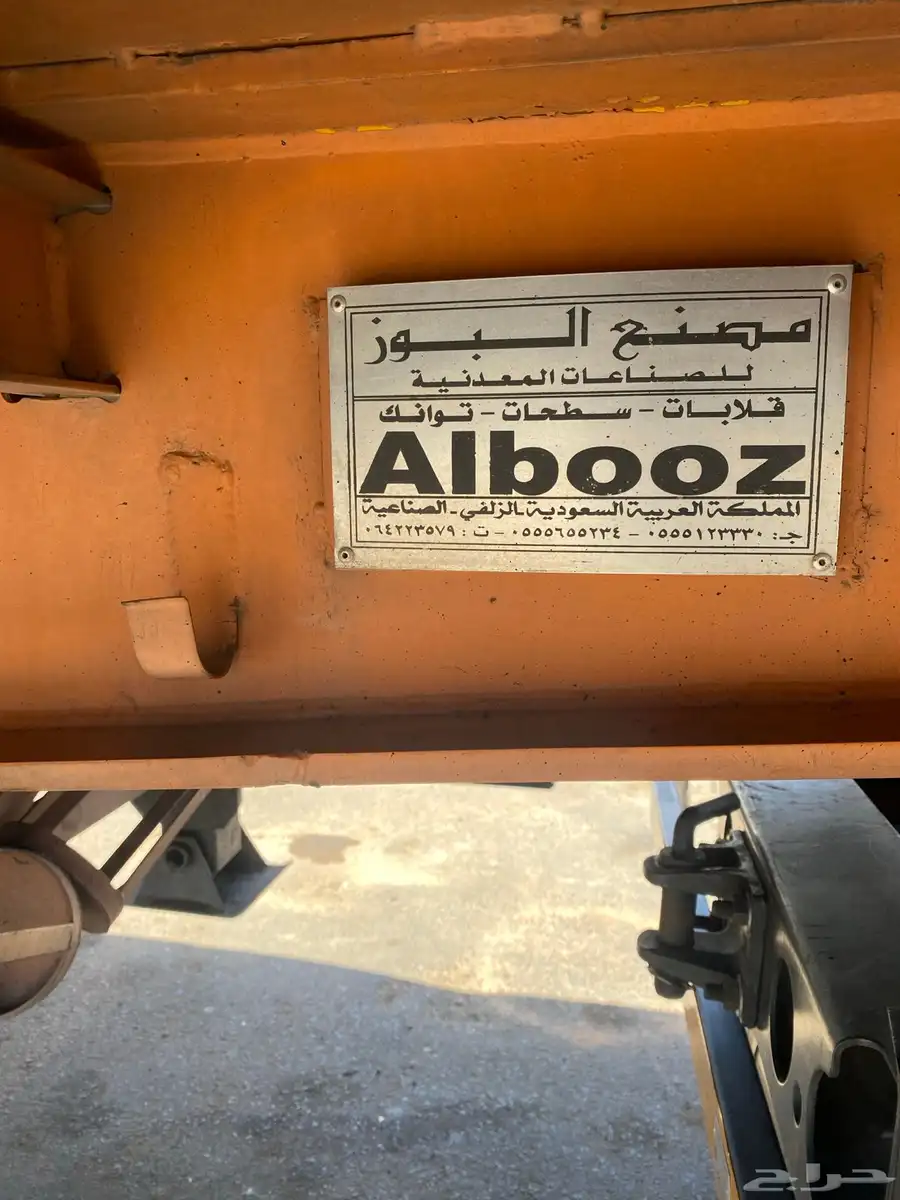 مصنع البوز
للصناعات المعدنية
قلابات - سطحات - توانك
Albooz
المملكة العربية السعودية - الزلفي - الصناعية
ج: ٠٥٥٥١٢٣٣٣٠ - ٠٥٥٥٦٥٥٢٣٤ - ت: ٠٦٤٢٢٣٥٧٩
حراج